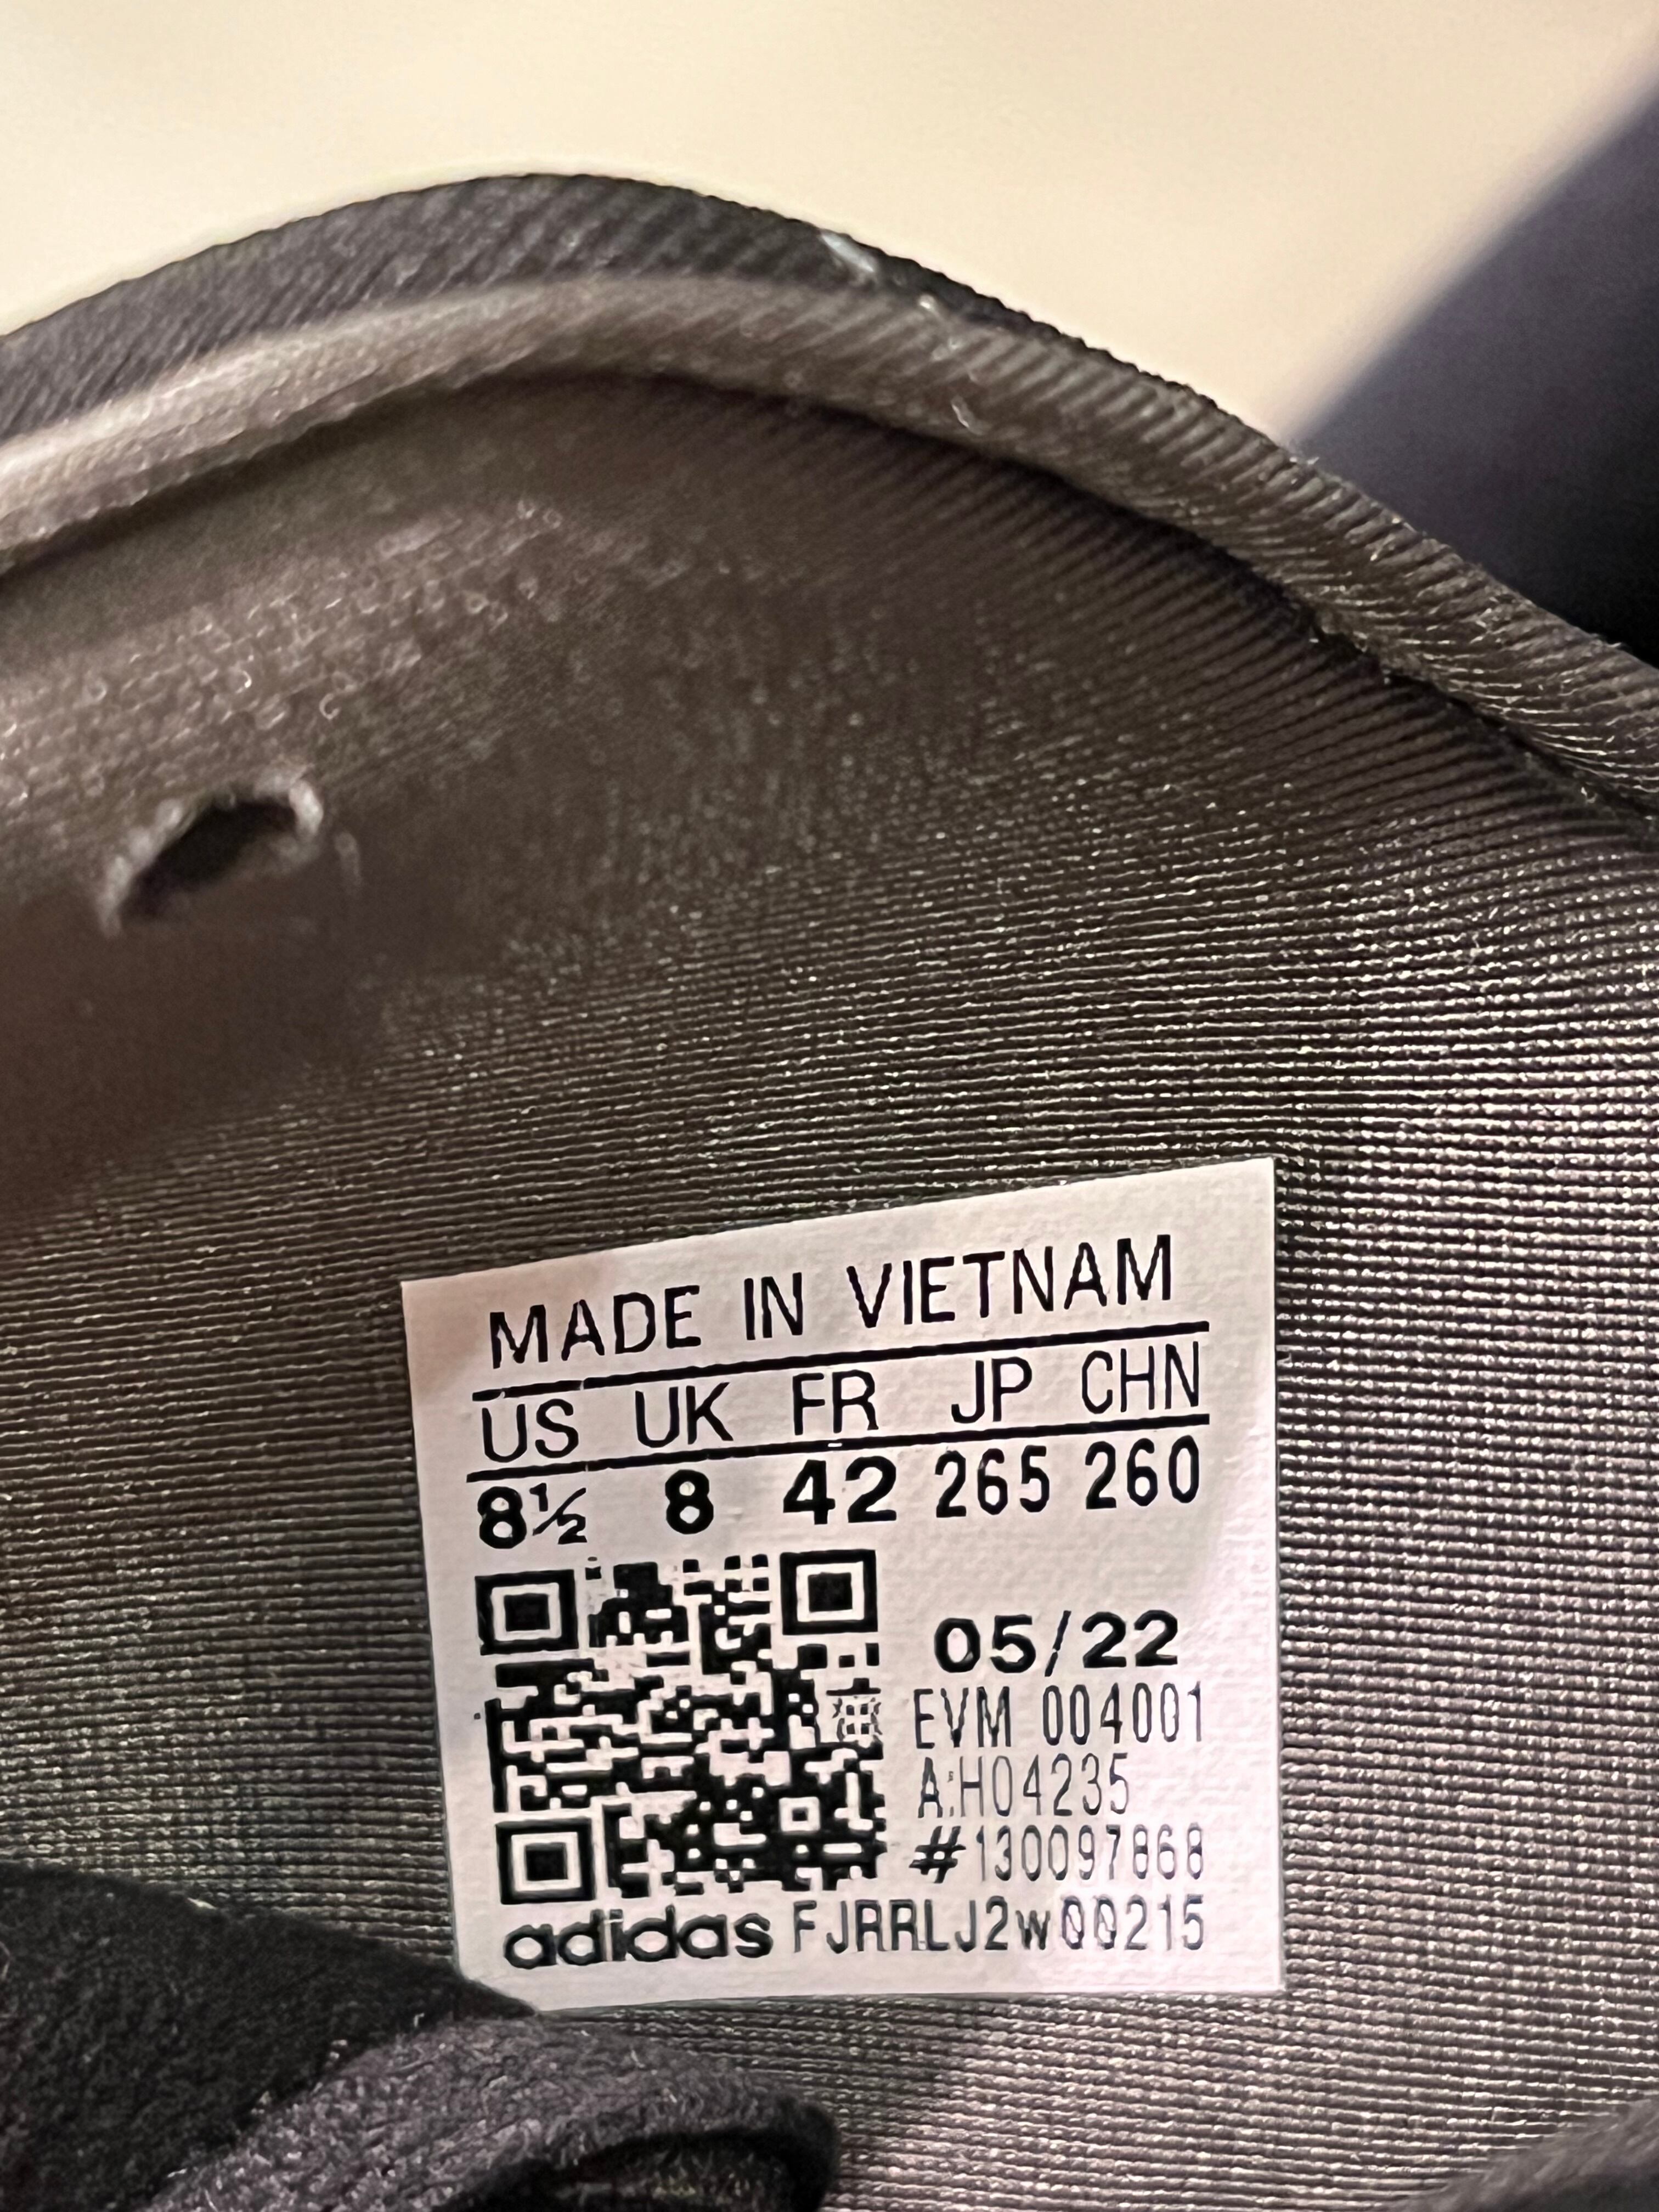 MADE IN VIETNAM
US UK FR JP CHN
8½ 8 42 265 260
05/22
EVM 004001
A:H04235
#130097868
adidas FJRRLJ2w00215